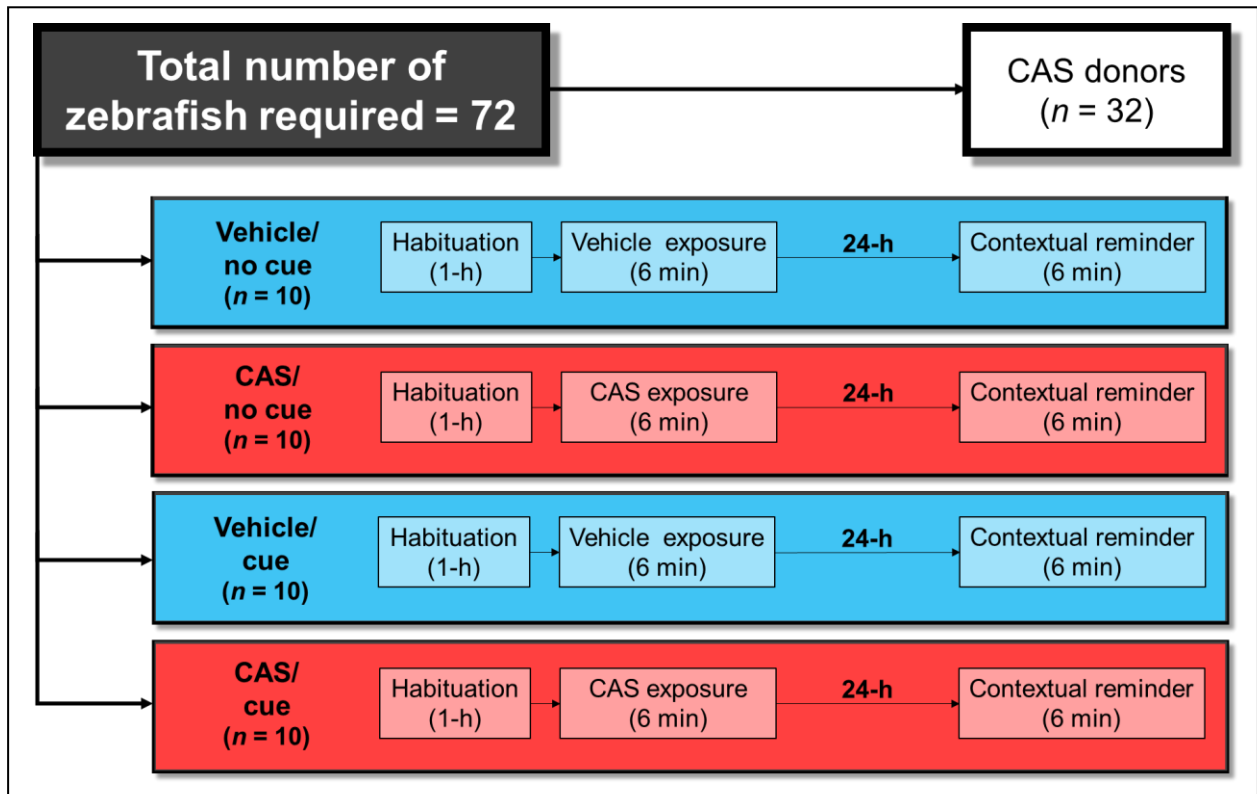 Total number of
zebrafish required = 72
CAS donors
(n = 32)
Vehicle/
no cue
(n = 10)
Habituation
(1-h)
Vehicle exposure
(6 min)
24-h
Contextual reminder
(6 min)
CAS/
no cue
(n = 10)
Habituation
(1-h)
CAS exposure
(6 min)
24-h
Contextual reminder
(6 min)
Vehicle/
cue
(n = 10)
Habituation
(1-h)
Vehicle exposure
(6 min)
24-h
Contextual reminder
(6 min)
CAS/
cue
(n = 10)
Habituation
(1-h)
CAS exposure
(6 min)
24-h
Contextual reminder
(6 min)